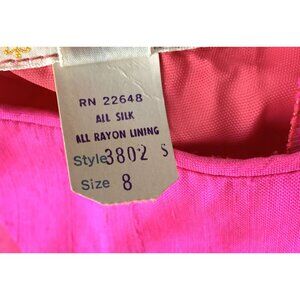 RN 22648
ALL SILK
ALL RAYON LINING
Style 3802 S
Size 8